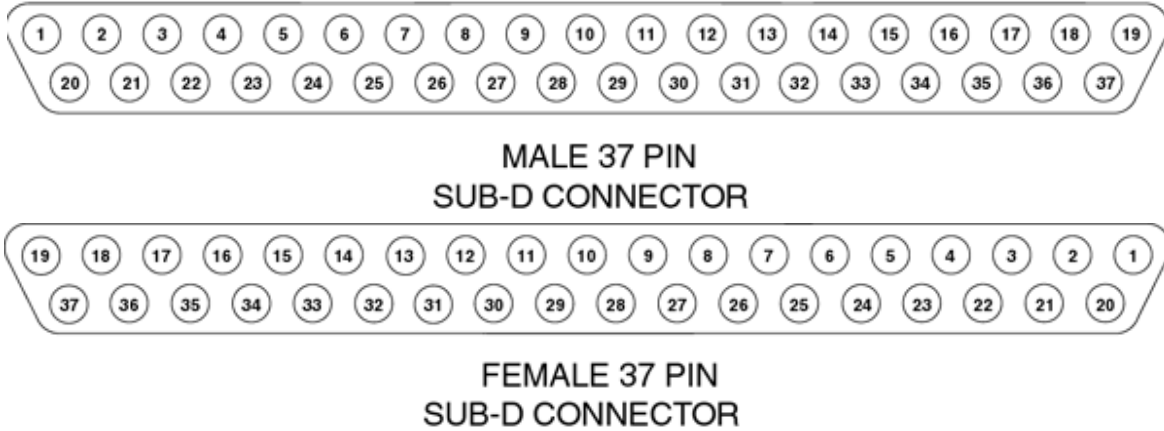 1 2 3 4 5 6 7 8 9 10 11 12 13 14 15 16 17 18 19
20 21 22 23 24 25 26 27 28 29 30 31 32 33 34 35 36 37
MALE 37 PIN
SUB-D CONNECTOR
19 18 17 16 15 14 13 12 11 10 9 8 7 6 5 4 3 2 1
37 36 35 34 33 32 31 30 29 28 27 26 25 24 23 22 21 20
FEMALE 37 PIN
SUB-D CONNECTOR